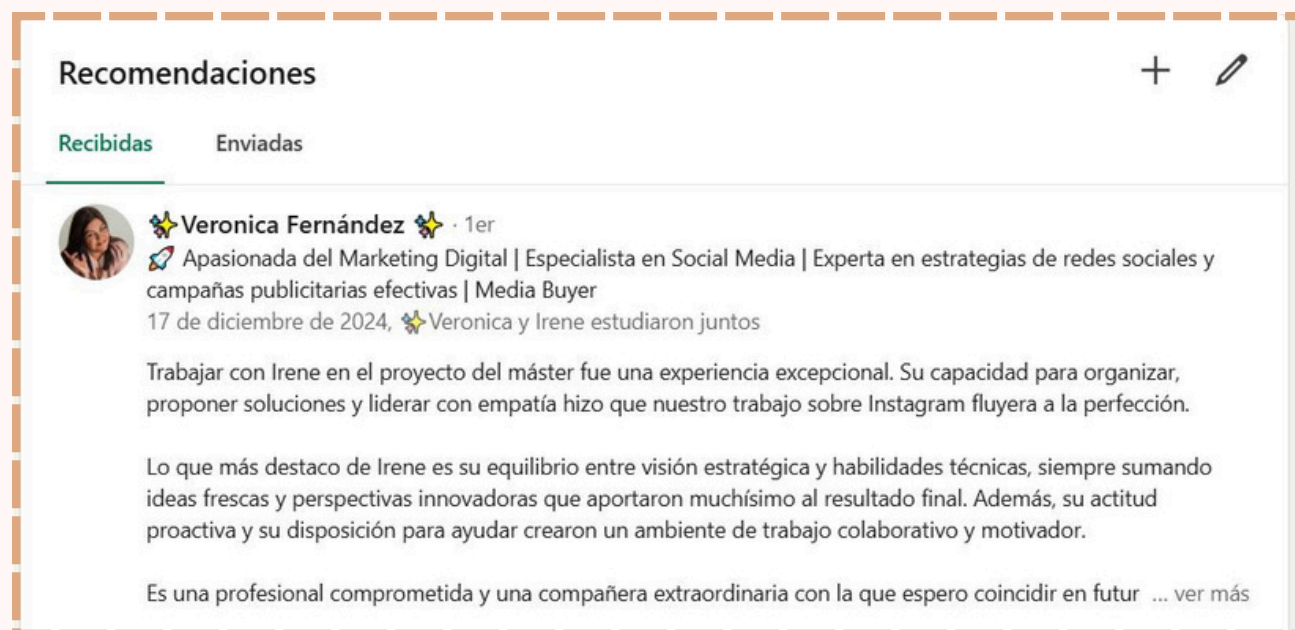 Recomendaciones
Recibidas Enviadas
✨Veronica Fernández ✨ · 1er
🚀 Apasionada del Marketing Digital | Especialista en Social Media | Experta en estrategias de redes sociales y
campañas publicitarias efectivas | Media Buyer
17 de diciembre de 2024, ✨Veronica y Irene estudiaron juntos
Trabajar con Irene en el proyecto del máster fue una experiencia excepcional. Su capacidad para organizar,
proponer soluciones y liderar con empatía hizo que nuestro trabajo sobre Instagram fluyera a la perfección.
Lo que más destaco de Irene es su equilibrio entre visión estratégica y habilidades técnicas, siempre sumando
ideas frescas y perspectivas innovadoras que aportaron muchísimo al resultado final. Además, su actitud
proactiva y su disposición para ayudar crearon un ambiente de trabajo colaborativo y motivador.
Es una profesional comprometida y una compañera extraordinaria con la que espero coincidir en futur ... ver más